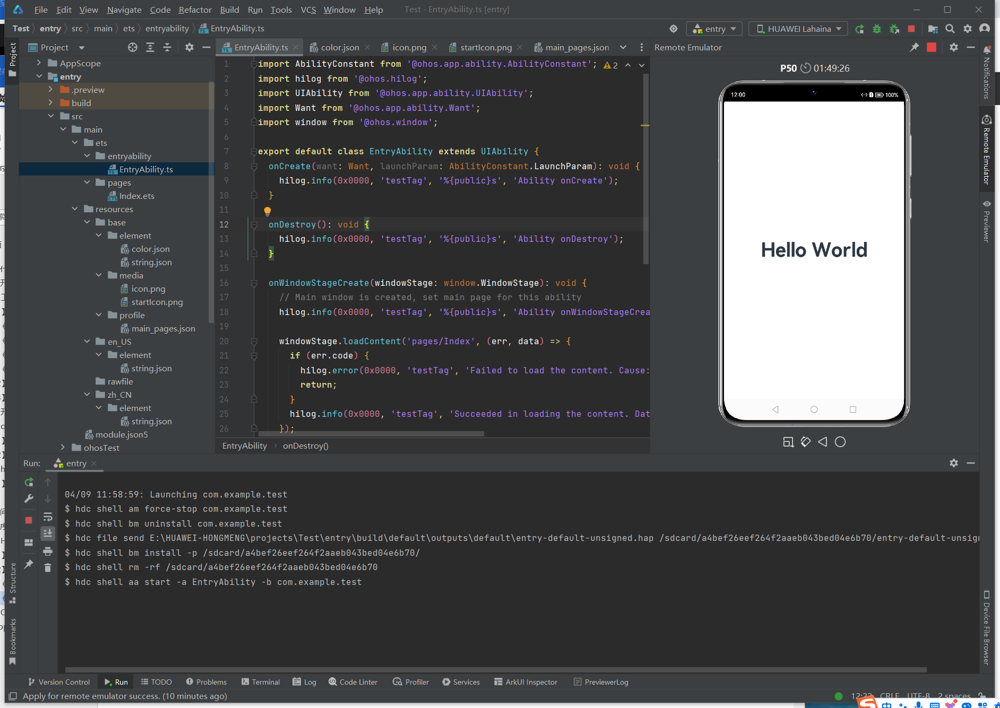 File Edit View Navigate Code Refactor Build Run Tools VCS Window Help Test - EntryAbility.ts [entry]
Test entry src main ets entryability EntryAbility.ts
entry HUAWEI Lahaina
Project
EntryAbility.ts color.json icon.png startIcon.png main_pages.json
Remote Emulator
AppScope
entry
.preview
build
src
main
ets
entryability
EntryAbility.ts
pages
Index.ets
resources
base
element
color.json
string.json
media
icon.png
startIcon.png
profile
main_pages.json
en_US
element
string.json
rawfile
zh_CN
element
string.json
module.json5
ohosTest
1 import AbilityConstant from '@ohos.app.ability.AbilityConstant'; 2
2 import hilog from '@ohos.hilog';
3 import UIAbility from '@ohos.app.ability.UIAbility';
4 import Want from '@ohos.app.ability.Want';
5 import window from '@ohos.window';
6
7 export default class EntryAbility extends UIAbility {
8 onCreate(want: Want, launchParam: AbilityConstant.LaunchParam): void {
9 hilog.info(0x0000, 'testTag', '%{public}s', 'Ability onCreate');
10 }
11
12 onDestroy(): void {
13 hilog.info(0x0000, 'testTag', '%{public}s', 'Ability onDestroy');
14 }
15
16 onWindowStageCreate(windowStage: window.WindowStage): void {
17 // Main window is created, set main page for this ability
18 hilog.info(0x0000, 'testTag', '%{public}s', 'Ability onWindowStageCrea
19
20 windowStage.loadContent('pages/Index', (err, data) => {
21 if (err.code) {
22 hilog.error(0x0000, 'testTag', 'Failed to load the content. Cause:
23 return;
24 }
25 hilog.info(0x0000, 'testTag', 'Succeeded in loading the content. Dat
26 });
EntryAbility onDestroy()
P50 01:49:26
12:00 100%
Hello World
Project
Structure
Bookmarks
Notifications
Remote Emulator
Previewer
Device File Browser
Run: entry
04/09 11:58:59: Launching com.example.test
$ hdc shell am force-stop com.example.test
$ hdc shell bm uninstall com.example.test
$ hdc file send E:\HUAWEI-HONGMENG\projects\Test\entry\build\default\outputs\default\entry-default-unsigned.hap /sdcard/a4bef26eef264f2aaeb043bed04e6b70/entry-default-unsign
$ hdc shell bm install -p /sdcard/a4bef26eef264f2aaeb043bed04e6b70/
$ hdc shell rm -rf /sdcard/a4bef26eef264f2aaeb043bed04e6b70
$ hdc shell aa start -a EntryAbility -b com.example.test
Version Control Run TODO Problems Terminal Log Code Linter Profiler Services ArkUI Inspector PreviewerLog
Apply for remote emulator success. (10 minutes ago)
CRLF UTF-8 2 spaces
中